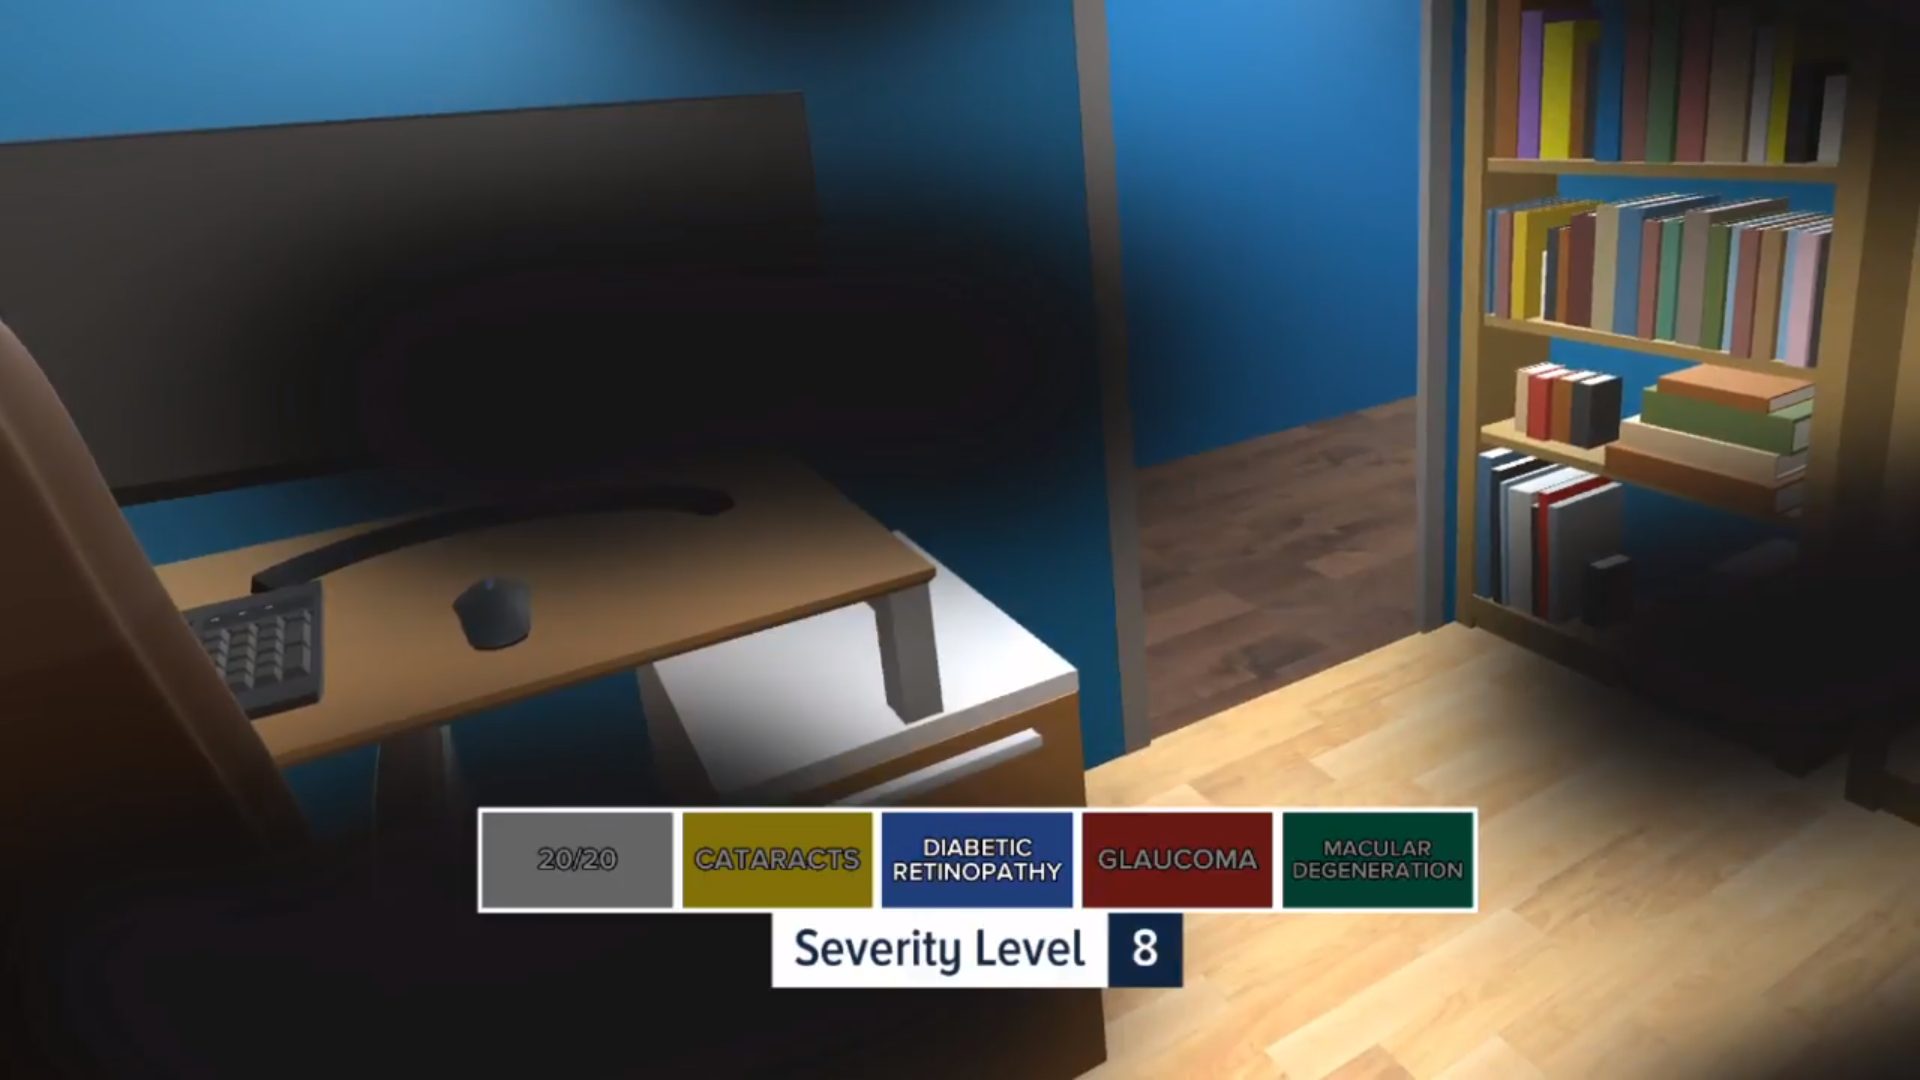 20/20
CATARACTS
DIABETIC
RETINOPATHY
GLAUCOMA
MACULAR
DEGENERATION
Severity Level 8